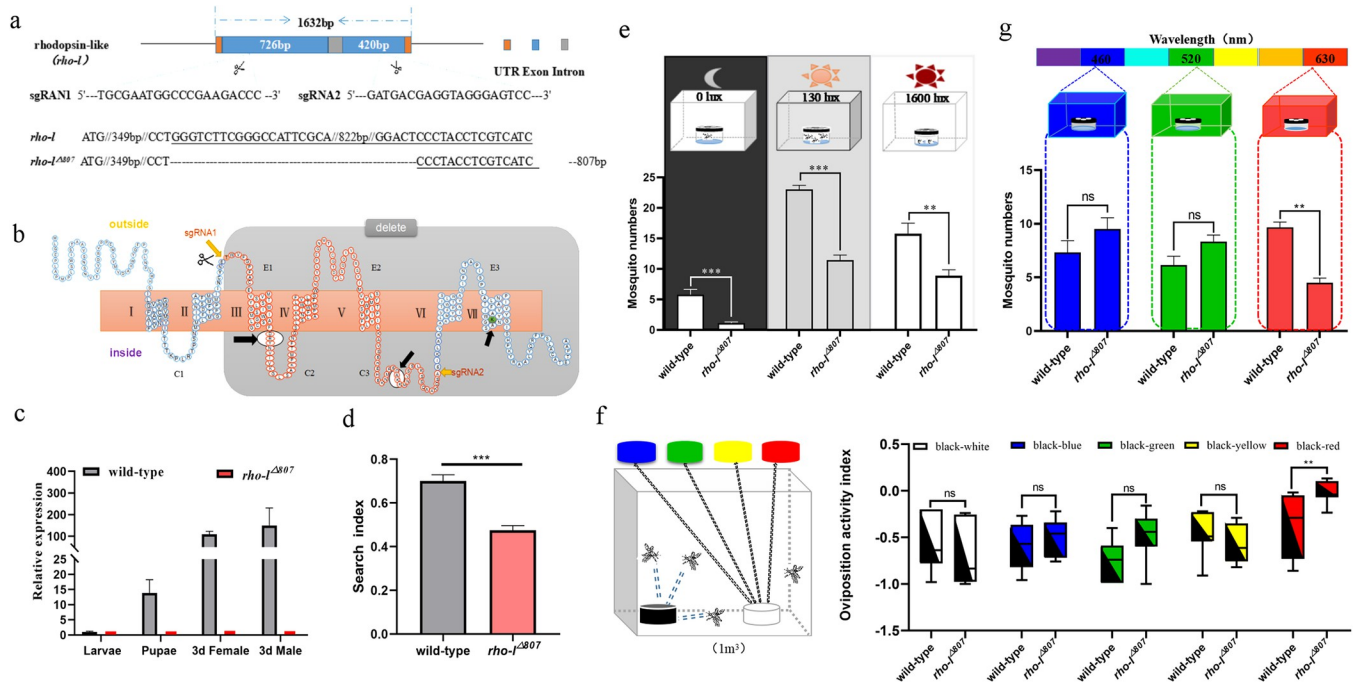 a
1632bp
rhodopsin-like
(rho-l)
726bp
420bp
UTR Exon Intron
sgRAN1 5'---TGCGAATGGCCCGAAGACCC --3'
sgRNA2 5'---GATGACGAGGTAGGGAGTCC---3'
rho-l ATG//349bp//CCTGGGTCTTCGGGCCATTCGCA//822bp//GGACTCCCTACCTCGTCATC
rho-l^Δ807 ATG//349bp//CCT------------------------------------------CCCTACCTCGTCATC --807bp
b
outside
sgRNA1
delete
E1
E2
E3
I
II
III
IV
V
VI
VII
inside
C1
C2
C3
sgRNA2
c
Relative expression
wild-type
rho-l^Δ807
400
300
200
100
25
20
15
10
5
0
Larvae
Pupae
3d Female
3d Male
d
Search index
0.8
0.6
0.4
0.2
0.0
***
wild-type
rho-l^Δ807
e
0 lux
130 lux
1600 lux
Mosquito numbers
25
20
15
10
5
0
***
***
**
wild-type
rho-l^Δ807
wild-type
rho-l^Δ807
wild-type
rho-l^Δ807
f
(1m³)
black-white
black-blue
black-green
black-yellow
black-red
Oviposition activity index
0.0
-0.5
-1.0
-1.5
ns
ns
ns
ns
**
wild-type
rho-l^Δ807
wild-type
rho-l^Δ807
wild-type
rho-l^Δ807
wild-type
rho-l^Δ807
wild-type
rho-l^Δ807
g
Wavelength（nm）
460
520
630
Mosquito numbers
15
10
5
0
ns
ns
**
wild-type
rho-l^Δ807
wild-type
rho-l^Δ807
wild-type
rho-l^Δ807